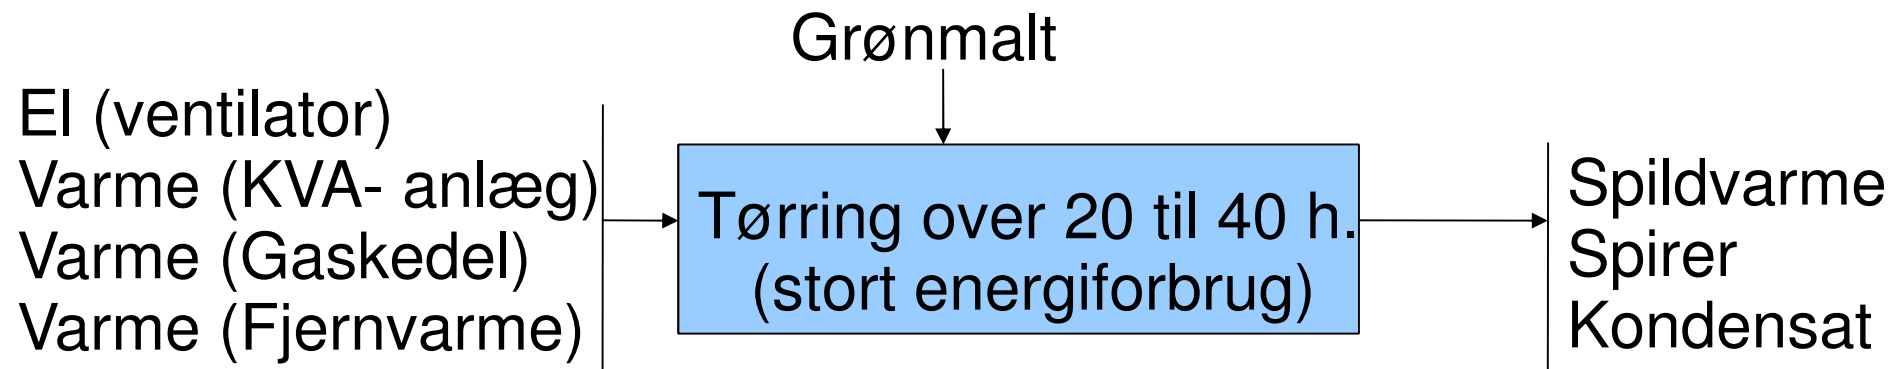 Grønmalt
El (ventilator)
Varme (KVA- anlæg)
Varme (Gaskedel)
Varme (Fjernvarme)
Tørring over 20 til 40 h.
(stort energiforbrug)
Spildvarme
Spirer
Kondensat